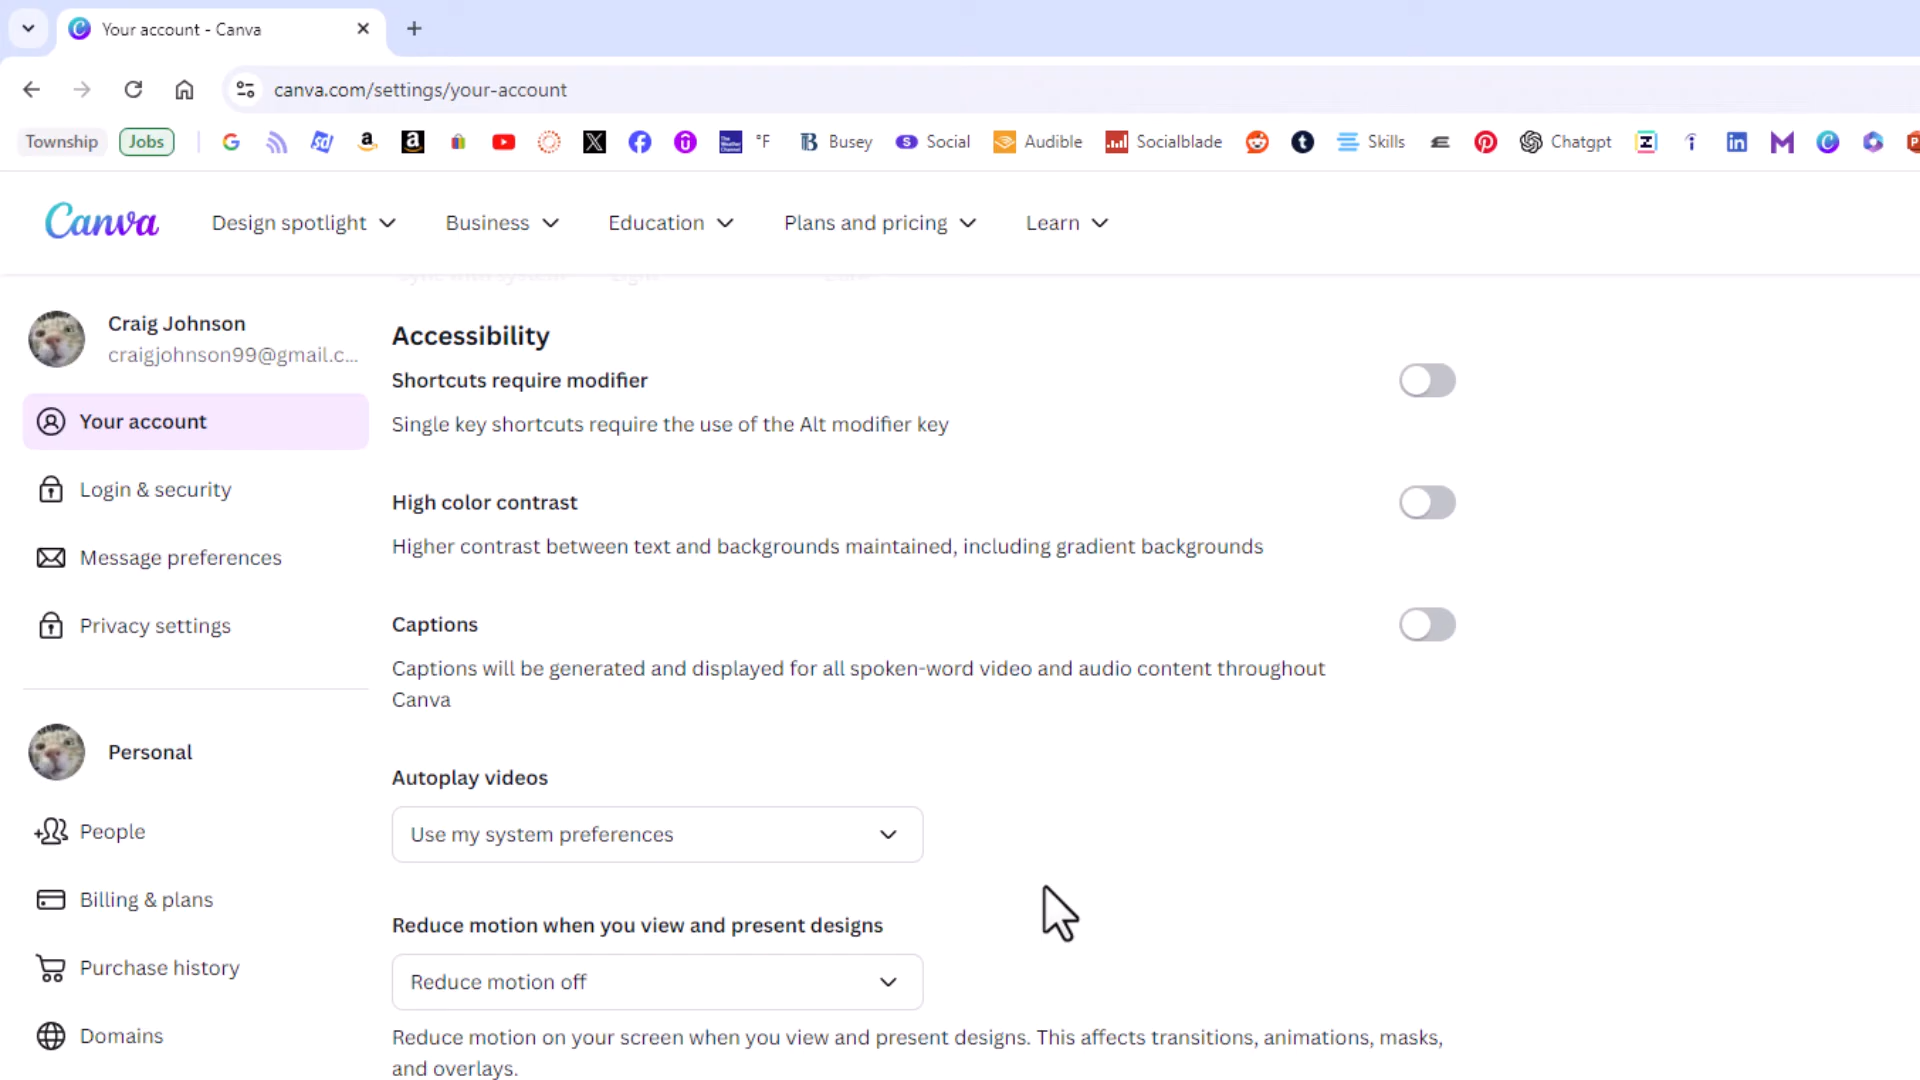 Your account - Canva
canva.com/settings/your-account
Township Jobs °F Busey Social Audible Socialblade Skills Chatgpt
Canva Design spotlight Business Education Plans and pricing Learn
Craig Johnson
craigjohnson99@gmail.c...
Your account
Login & security
Message preferences
Privacy settings
Personal
People
Billing & plans
Purchase history
Domains
Accessibility
Shortcuts require modifier
Single key shortcuts require the use of the Alt modifier key
High color contrast
Higher contrast between text and backgrounds maintained, including gradient backgrounds
Captions
Captions will be generated and displayed for all spoken-word video and audio content throughout
Canva
Autoplay videos
Use my system preferences
Reduce motion when you view and present designs
Reduce motion off
Reduce motion on your screen when you view and present designs. This affects transitions, animations, masks,
and overlays.